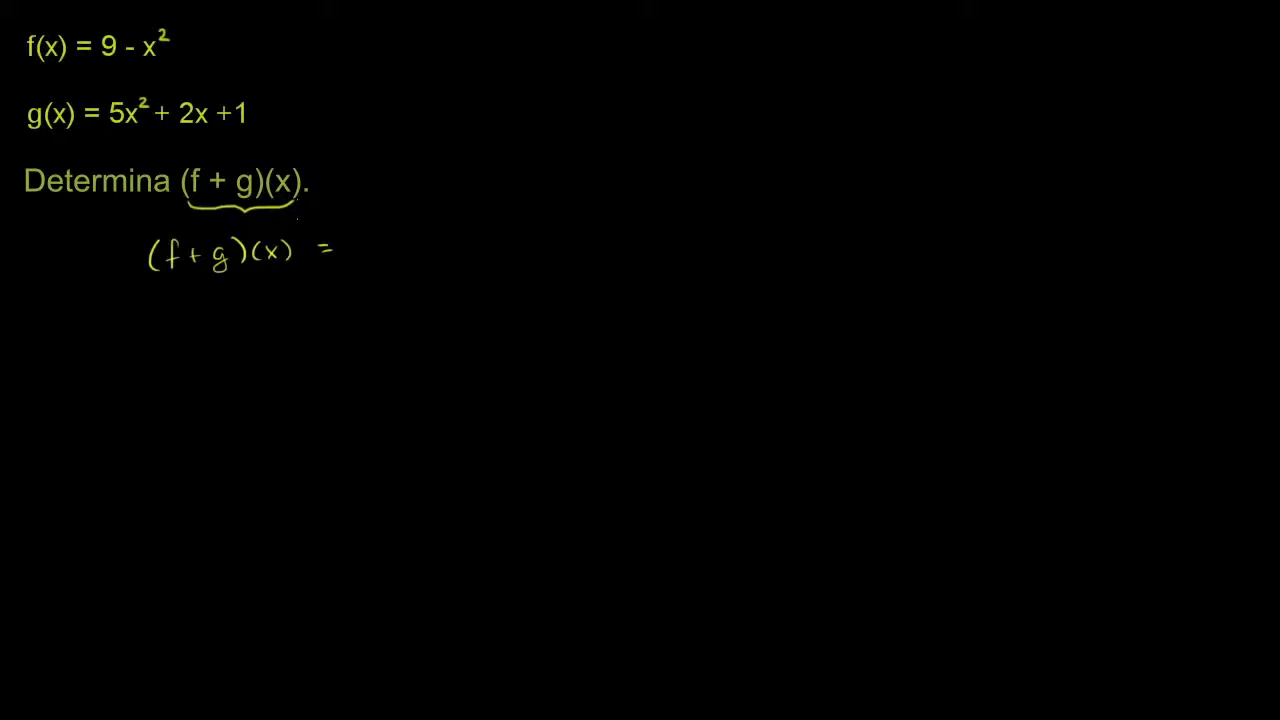 f(x) = 9 - x²
g(x) = 5x² + 2x +1
Determina (f + g)(x).
(f + g)(x) =